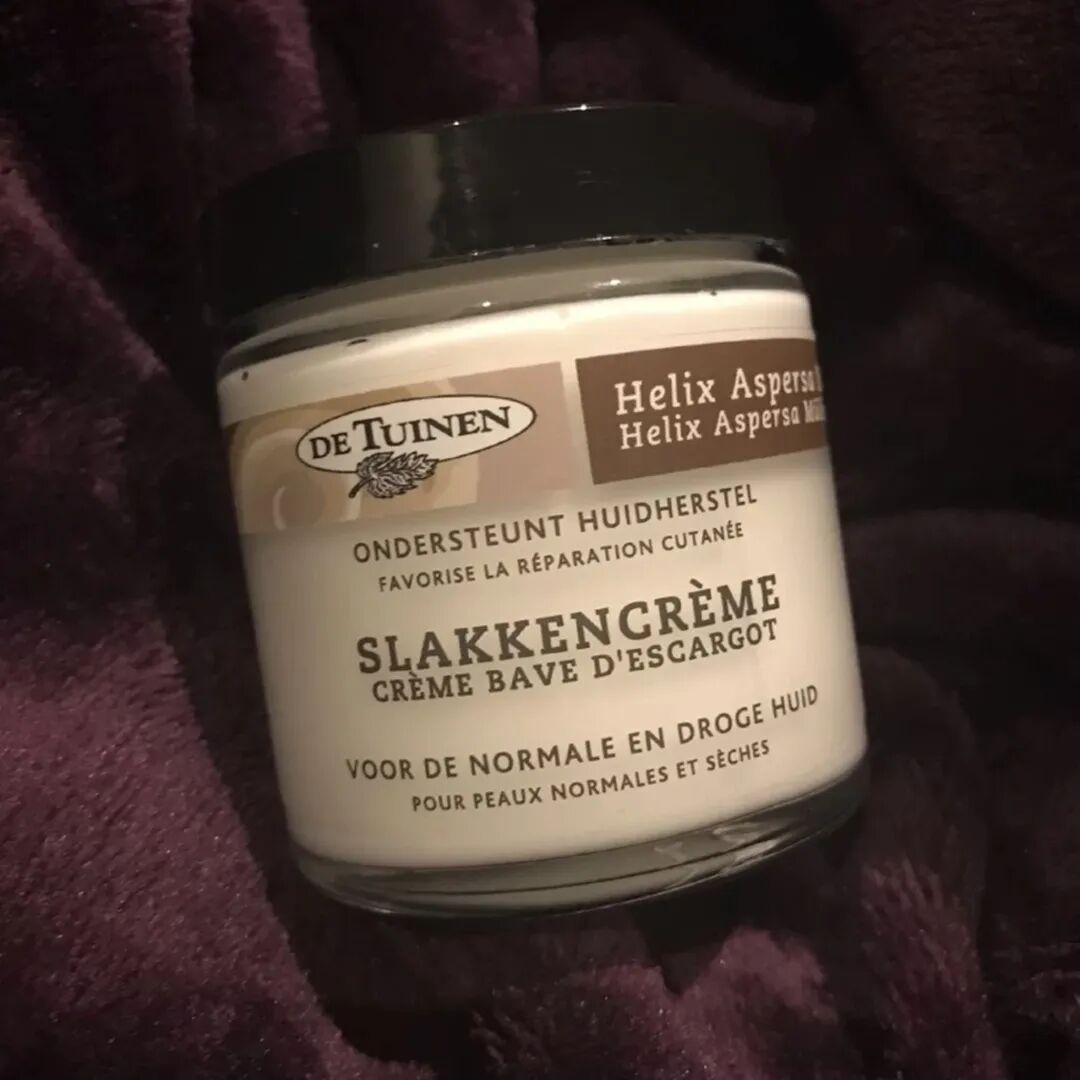 DE TUINEN
Helix Aspersa
Helix Aspersa
ONDERSTEUNT HUIDHERSTEL
FAVORISE LA RÉPARATION CUTANÉE
SLAKKENCRÈME
CRÈME BAVE D'ESCARGOT
VOOR DE NORMALE EN DROGE HUID
POUR PEAUX NORMALES ET SÈCHES